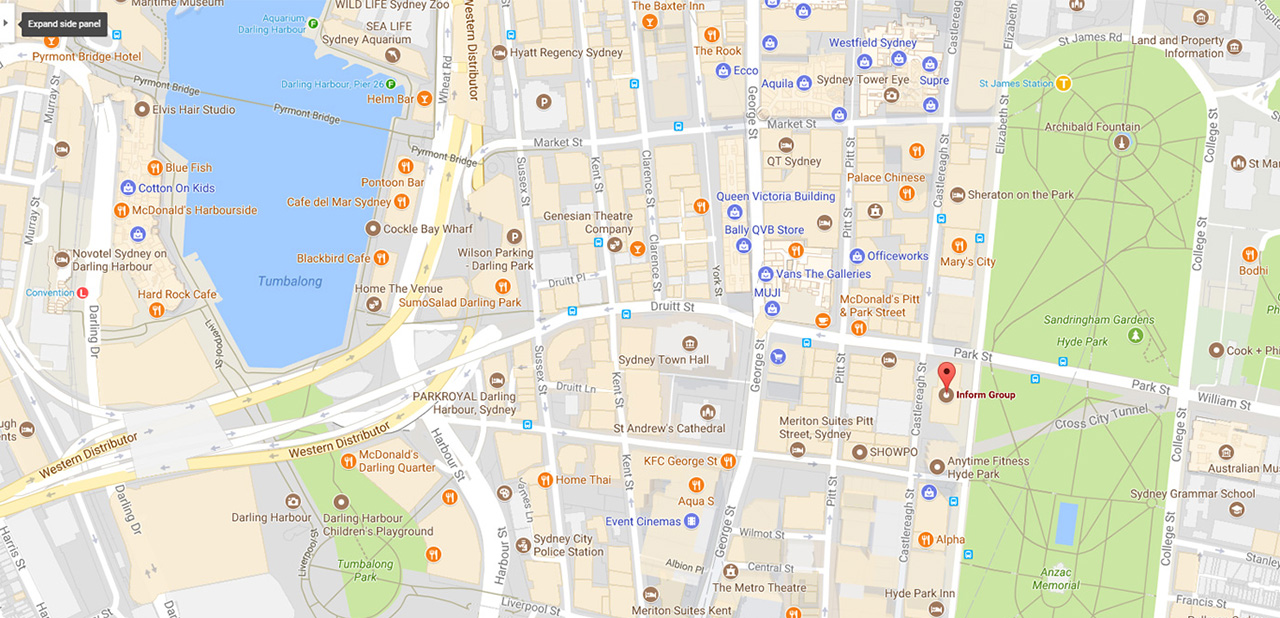 Expand side panel
Maritime Museum
Aquarium,
Darling Harbour
WILD LIFE Sydney Zoo
SEA LIFE
Sydney Aquarium
Pyrmont Bridge Hotel
Darling Harbour, Pier 26
Helm Bar
Wheat Rd
Western Distributor
Hyatt Regency Sydney
The Baxter Inn
The Rook
Ecco
Aquila
Westfield Sydney
Sydney Tower Eye
Supre
Castlereagh
Elizabeth
St James Rd
Land and Property
Information
St James Station
Murray St
Elvis Hair Studio
Pyrmont Bridge
Pyrmont Bridge
Pyrmont Bridge
Market St
Market St
George St
Pitt St
Castlereagh St
Elizabeth St
College St
Archibald Fountain
Blue Fish
Cotton On Kids
McDonald's Harbourside
Murray St
Pontoon Bar
Cafe del Mar Sydney
Sussex St
Kent St
Clarence St
QT Sydney
Palace Chinese
Sheraton on the Park
St Mar
Cockle Bay Wharf
Genesian Theatre
Company
Queen Victoria Building
Bally QVB Store
Pitt St
Novotel Sydney on
Darling Harbour
Blackbird Cafe
Wilson Parking
- Darling Park
Clarence St
Officeworks
Mary's City
College St
Bodhi
Tumbalong
Convention
Hard Rock Cafe
Home The Venue
SumoSalad Darling Park
Druitt Pl
York St
Vans The Galleries
MUJI
McDonald's Pitt
& Park Street
Druitt St
Darling Dr
Liverpool St
Sandringham Gardens
Hyde Park
Cook + Ph
Sydney Town Hall
George St
Pitt St
Castlereagh St
Park St
Park St
William St
Sussex St
Druitt Ln
Kent St
Inform Group
PARKROYAL Darling
Harbour, Sydney
St Andrew's Cathedral
Meriton Suites Pitt
Street, Sydney
Cross City Tunnel
College St
Western Distributor
Western Distributor
Harbour St
McDonald's
Darling Quarter
KFC George St
SHOWPO
Anytime Fitness
Hyde Park
Australian Mu
Home Thai
Kent St
Aqua S
Pitt St
Sydney Grammar School
Darling Dr
Darling Harbour
Darling Harbour
Children's Playground
James Ln
Event Cinemas
George St
Wilmot St
Castlereagh St
Alpha
College St
Harris St
Liverpool St
Harbour St
Sydney City
Police Station
Albion Pl
Central St
Stanley
Tumbalong
Park
The Metro Theatre
Anzac
Memorial
Hyde Park Inn
Liverpool St
Meriton Suites Kent
Francis St